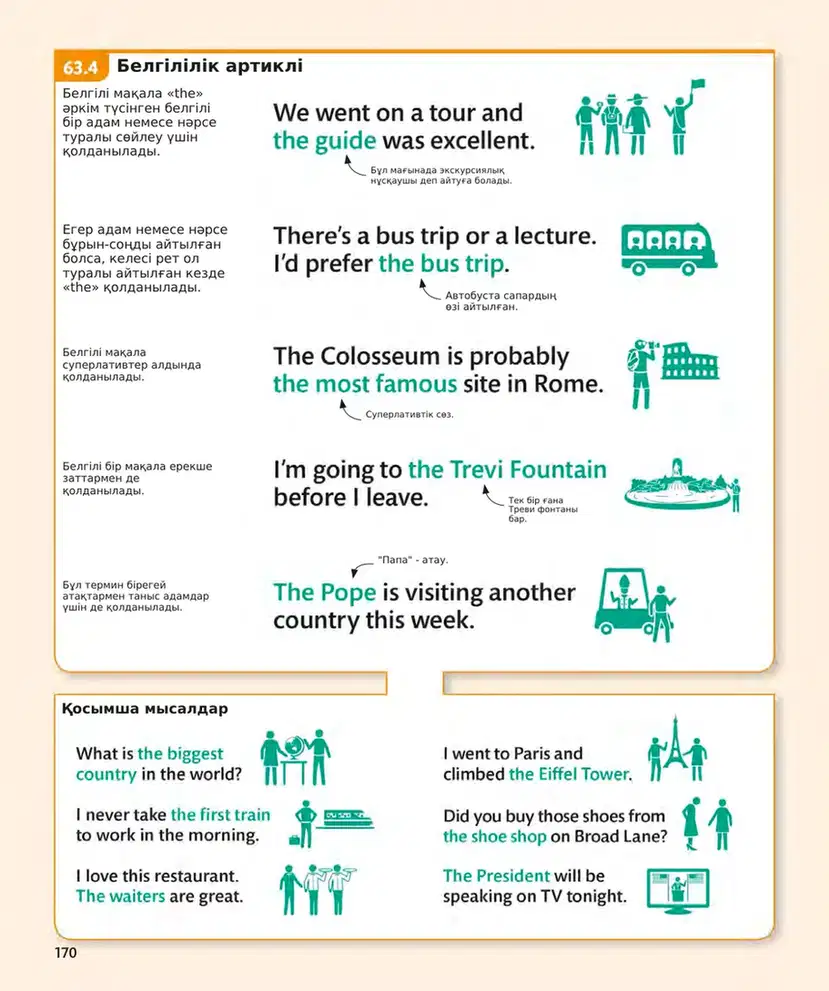 63.4 Белгілілік артиклі
Белгілі мақала «the»
әркім түсінген белгілі
бір адам немесе нәрсе
туралы сөйлеу үшін
қолданылады.
We went on a tour and
the guide was excellent.
Бұл мағынада экскурсиялық
нұсқаушы деп айтуға болады.
Егер адам немесе нәрсе
бұрын-соңды айтылған
болса, келесі рет ол
туралы айтылған кезде
«the» қолданылады.
There's a bus trip or a lecture.
I'd prefer the bus trip.
Автобуста сапардың
өзі айтылған.
Белгілі мақала
суперлативтер алдында
қолданылады.
The Colosseum is probably
the most famous site in Rome.
Суперлативтік сөз.
Белгілі бір мақала ерекше
заттармен де
қолданылады.
I'm going to the Trevi Fountain
before I leave.
Тек бір ғана
Треви фонтаны
бар.
"Папа" - атау.
Бұл термин бірегей
атақтармен таныс адамдар
үшін де қолданылады.
The Pope is visiting another
country this week.
Қосымша мысалдар
What is the biggest
country in the world?
I never take the first train
to work in the morning.
I love this restaurant.
The waiters are great.
I went to Paris and
climbed the Eiffel Tower.
Did you buy those shoes from
the shoe shop on Broad Lane?
The President will be
speaking on TV tonight.
170